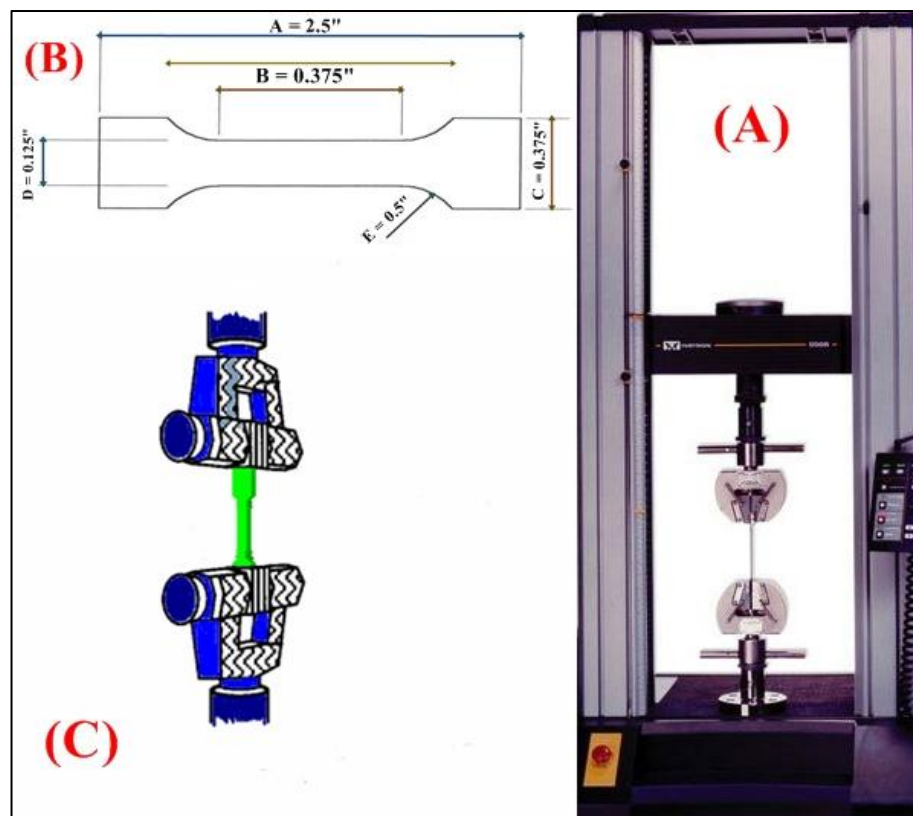 A = 2.5"
(B)
B = 0.375"
D = 0.125"
C = 0.375"
E = 0.5"
(A)
(C)